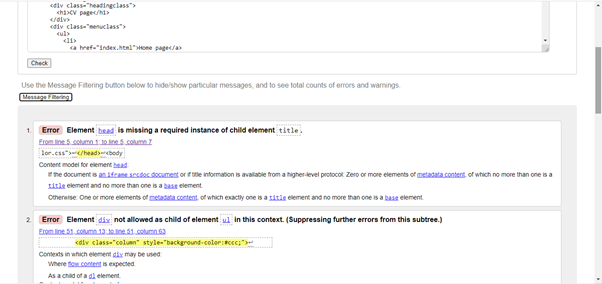 <div class="headingclass">
<h1>CV page</h1>
</div>
<div class="menuclass">
<ul>
<li>
<a href="index.html">Home page</a>
Check
Use the Message Filtering button below to hide/show particular messages, and to see total counts of errors and warnings.
Message Filtering
1. Error Element head is missing a required instance of child element title.
From line 5, column 1; to line 5, column 7
lor.css">↩</head>↩<body
Content model for element head:
If the document is an iframe srcdoc document or if title information is available from a higher-level protocol: Zero or more elements of metadata content, of which no more than one is a
title element and no more than one is a base element.
Otherwise: One or more elements of metadata content, of which exactly one is a title element and no more than one is a base element.
2. Error Element div not allowed as child of element ul in this context. (Suppressing further errors from this subtree.)
From line 51, column 13; to line 51, column 63
<div class="column" style="background-color:#ccc;">↩
Contexts in which element div may be used:
Where flow content is expected.
As a child of a dl element.